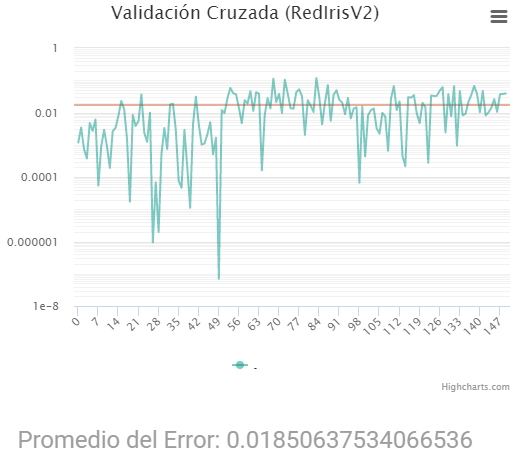 Validación Cruzada (RedIrisV2)
1
0.01
0.0001
0.000001
1e-8
0 7 14 21 28 35 42 49 56 63 70 77 84 91 98 105 112 119 126 133 140 147
-
Highcharts.com
Promedio del Error: 0.01850637534066536